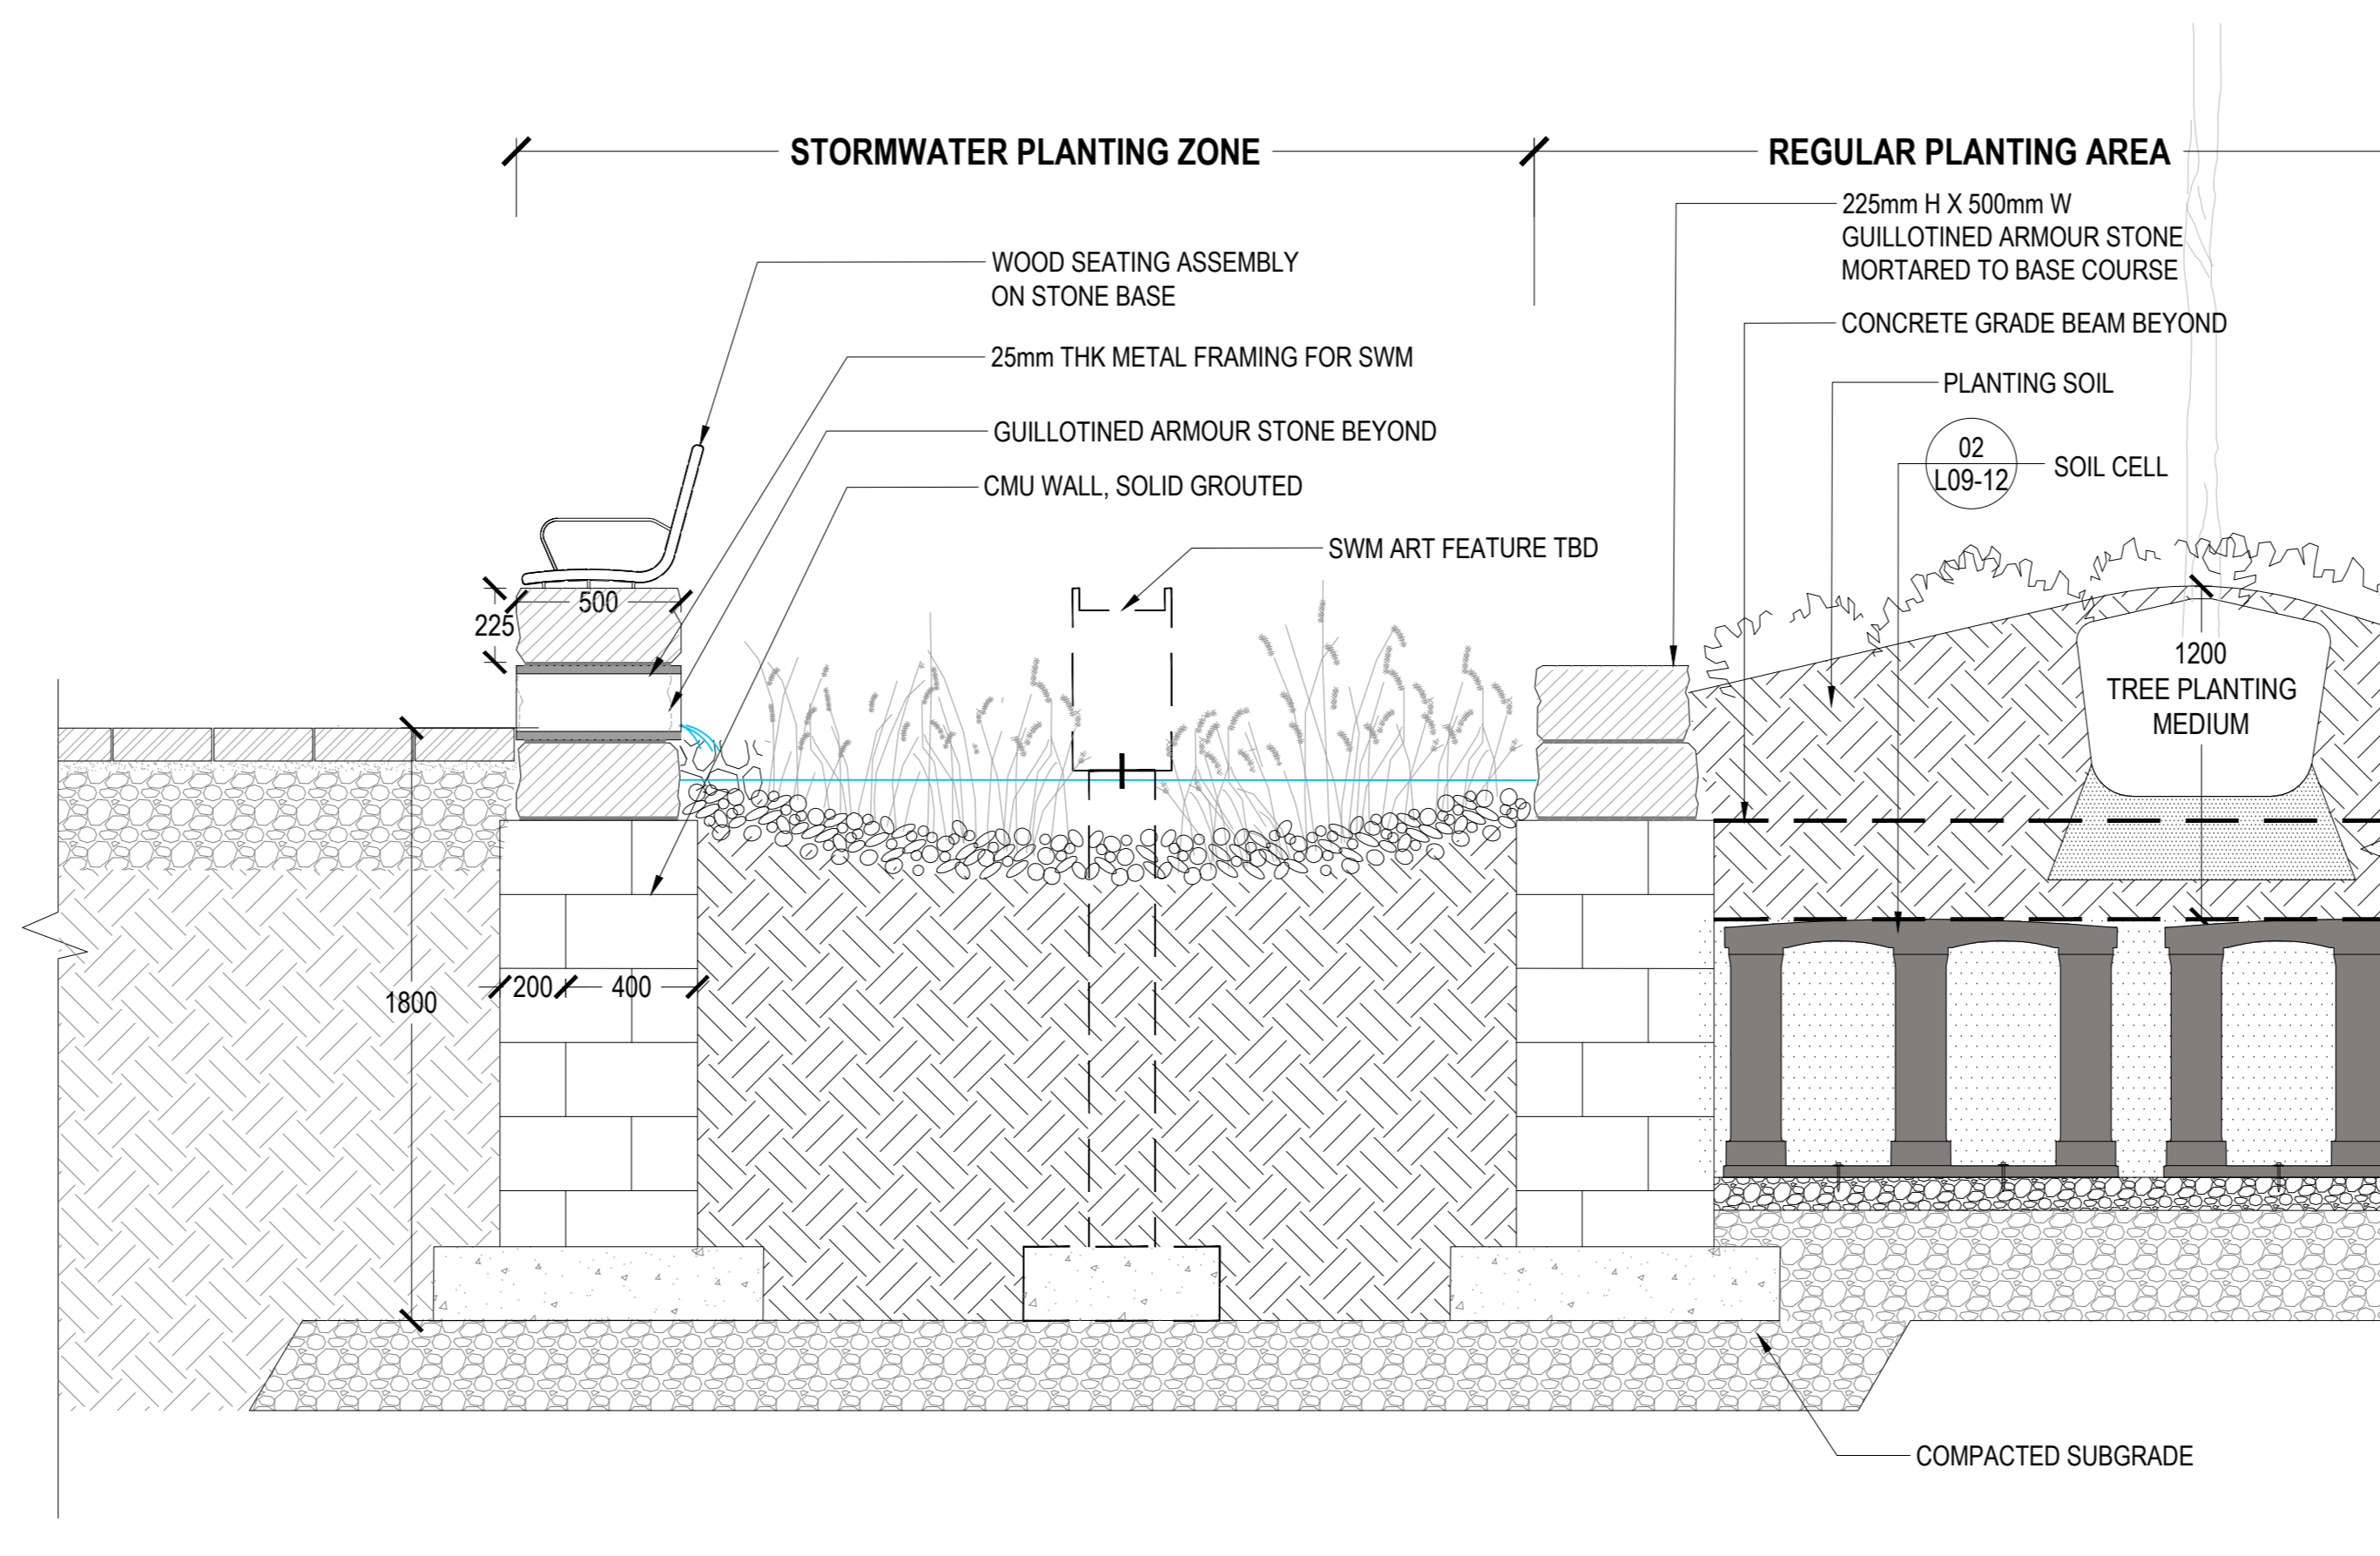 STORMWATER PLANTING ZONE
REGULAR PLANTING AREA
225mm H X 500mm W
GUILLOTINED ARMOUR STONE
MORTARED TO BASE COURSE
WOOD SEATING ASSEMBLY
ON STONE BASE
CONCRETE GRADE BEAM BEYOND
25mm THK METAL FRAMING FOR SWM
PLANTING SOIL
GUILLOTINED ARMOUR STONE BEYOND
02
L09-12
SOIL CELL
CMU WALL, SOLID GROUTED
SWM ART FEATURE TBD
500
225
1200
TREE PLANTING
MEDIUM
200
400
1800
COMPACTED SUBGRADE